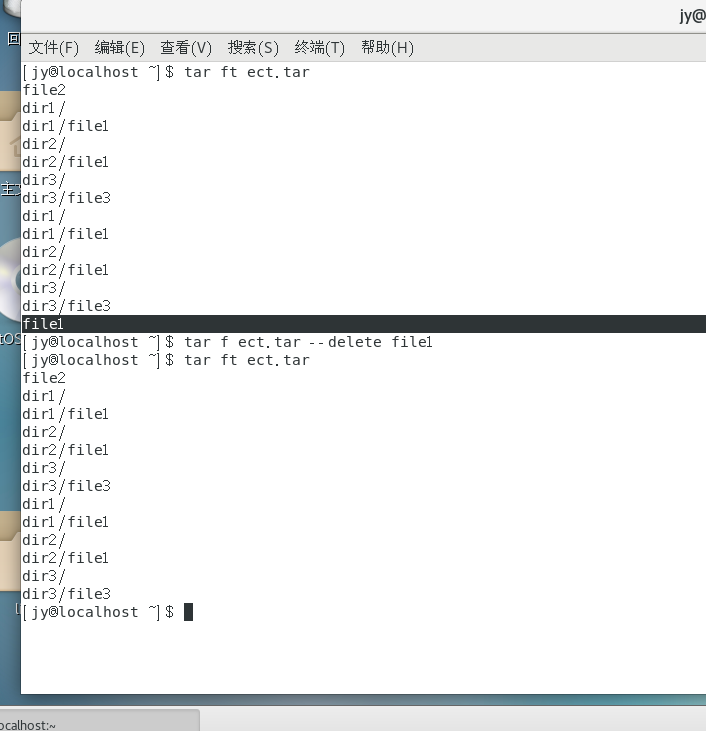 jy@
回
文件(F) 编辑(E) 查看(V) 搜索(S) 终端(T) 帮助(H)
[jy@localhost ~]$ tar ft ect.tar
file2
dir1/
dir1/file1
dir2/
dir2/file1
dir3/
dir3/file3
dir1/
dir1/file1
dir2/
dir2/file1
dir3/
dir3/file3
file1
[jy@localhost ~]$ tar f ect.tar --delete file1
[jy@localhost ~]$ tar ft ect.tar
file2
dir1/
dir1/file1
dir2/
dir2/file1
dir3/
dir3/file3
dir1/
dir1/file1
dir2/
dir2/file1
dir3/
dir3/file3
[jy@localhost ~]$
主
tOS
ocalhost:~